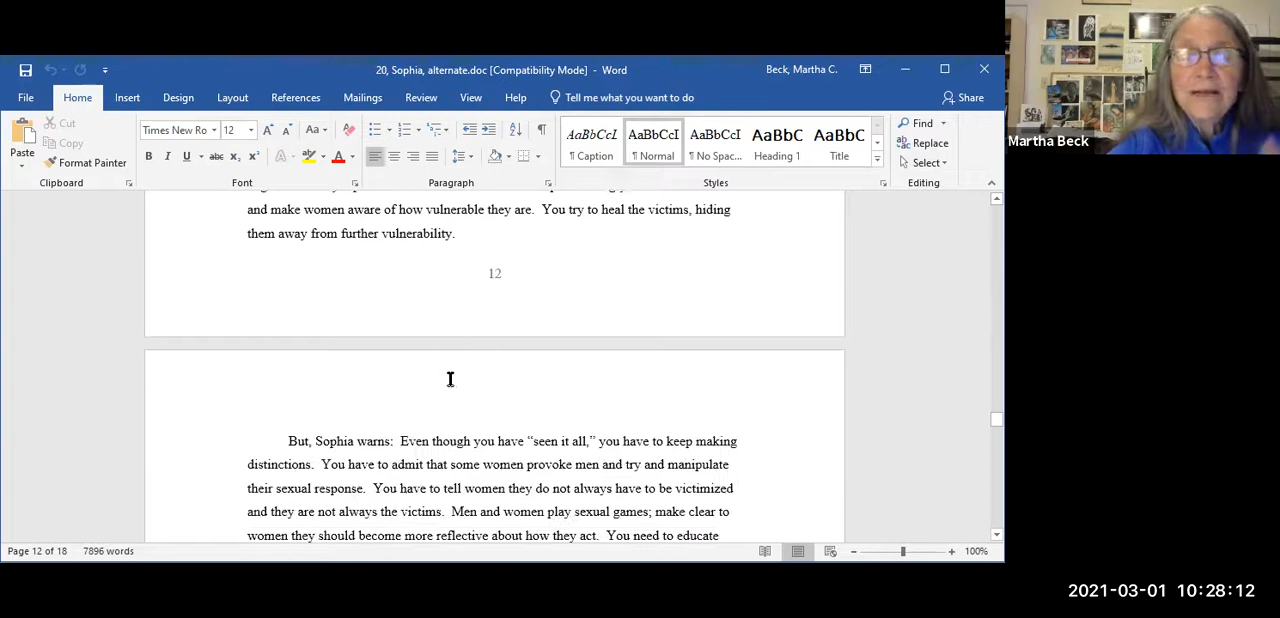 20, Sophia, alternate.doc [Compatibility Mode] - Word
Beck, Martha C.
File Home Insert Design Layout References Mailings Review View Help Tell me what you want to do Share
Paste
Cut
Copy
Format Painter
Clipboard
Times New Ro 12
Font
Paragraph
AaBbCcL AaBbCcI AaBbCcI AaBbC AaBbC
¶ Caption ¶ Normal ¶ No Spac... Heading 1 Title
Styles
Find
Replace
Select
Editing
Martha Beck
and make women aware of how vulnerable they are. You try to heal the victims, hiding
them away from further vulnerability.
12
But, Sophia warns: Even though you have “seen it all,” you have to keep making
distinctions. You have to admit that some women provoke men and try and manipulate
their sexual response. You have to tell women they do not always have to be victimized
and they are not always the victims. Men and women play sexual games; make clear to
women they should become more reflective about how they act. You need to educate
Page 12 of 18 7896 words
100%
2021-03-01 10:28:12